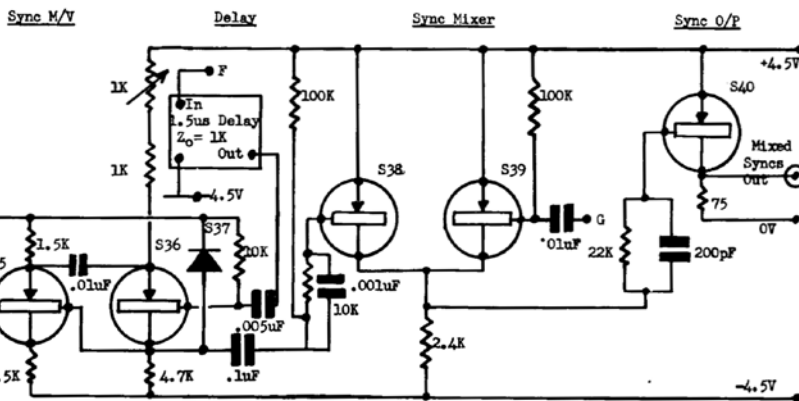 Sync M/V
Delay
Sync Mixer
Sync O/P
+4.5V
F
S40
1K
In
1.5us Delay
Zo= 1K
Out
100K
100K
Mixed
Syncs
Out
1K
-4.5V
S38
S39
75
0V
S37
G
1.5K
S36
10K
.01uF
22K
200pF
5
.01uF
.005uF
.001uF
10K
2.4K
.5K
4.7K
.1uF
-4.5V